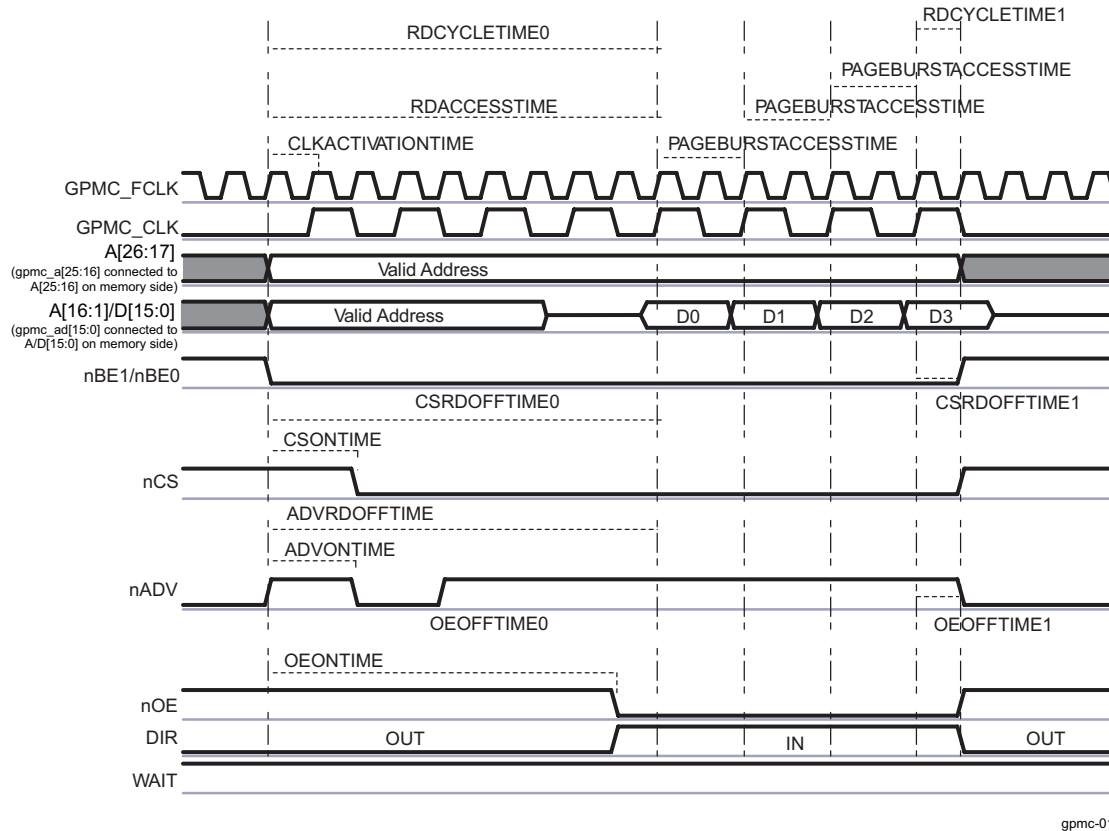 RDCYCLETIME1
RDCYCLETIME0
PAGEBURSTACCESSTIME
RDACCESSTIME
PAGEBURSTACCESSTIME
CLKACTIVATIONTIME
PAGEBURSTACCESSTIME
GPMC_FCLK
GPMC_CLK
A[26:17]
(gpmc_a[25:16] connected to
A[25:16] on memory side)
Valid Address
A[16:1]/D[15:0]
(gpmc_ad[15:0] connected to
A/D[15:0] on memory side)
Valid Address
D0
D1
D2
D3
nBE1/nBE0
CSRDOFFTIME0
CSRDOFFTIME1
CSONTIME
nCS
ADVRDOFFTIME
ADVONTIME
nADV
OEOFFTIME0
OEOFFTIME1
OEONTIME
nOE
DIR
OUT
IN
OUT
WAIT